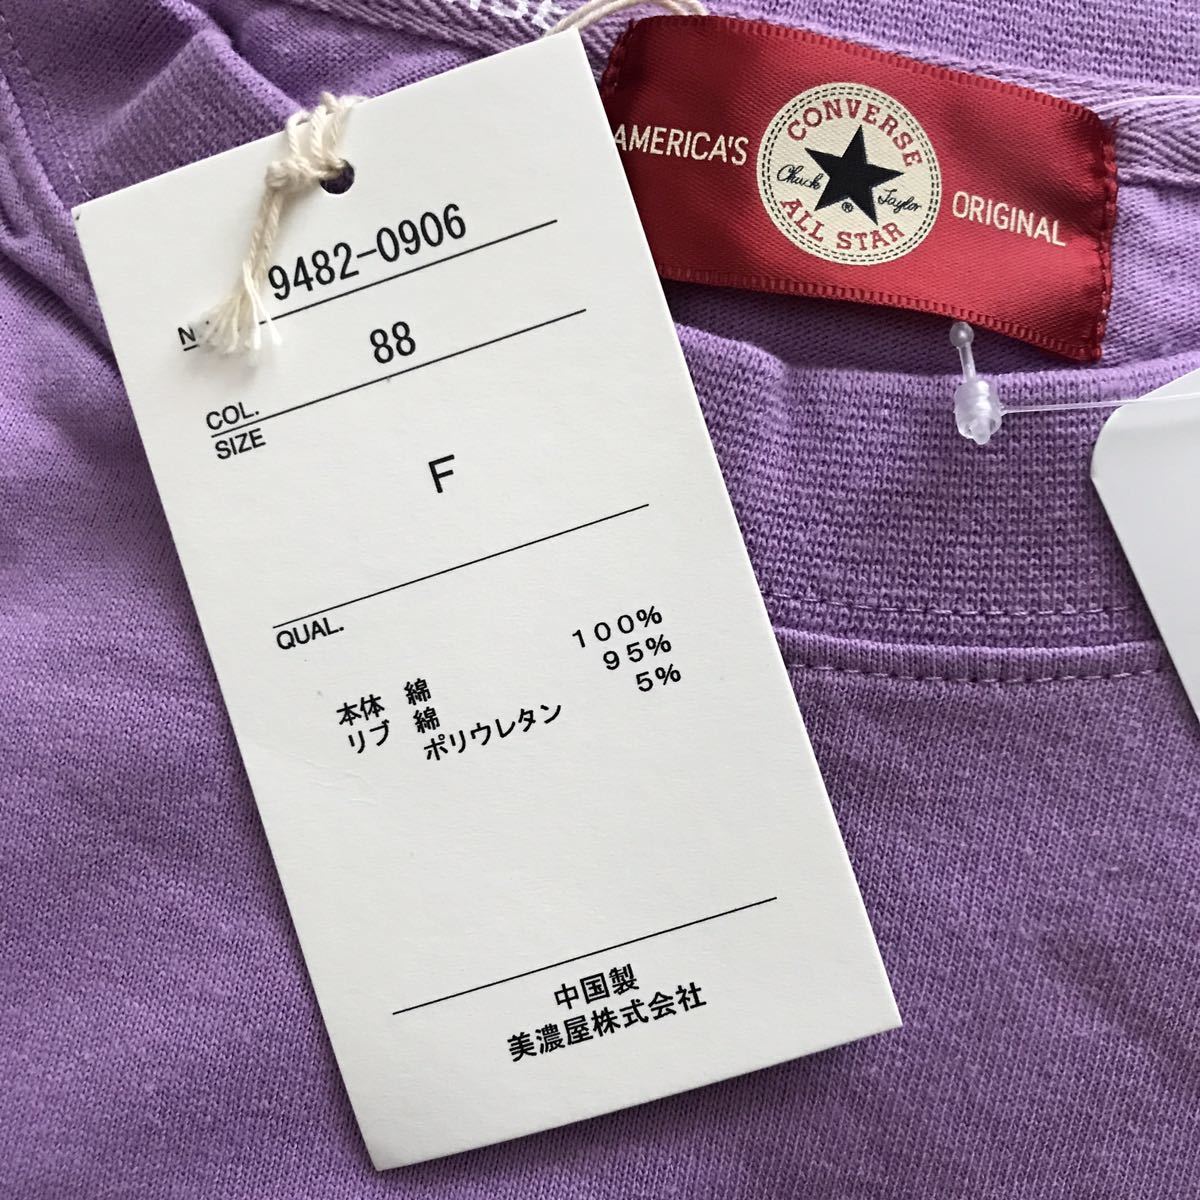 AMERICA'S
CONVERSE
Chuck Taylor
®
ALL STAR
ORIGINAL
9482-0906
88
COL.
SIZE
F
QUAL.
本体 綿 100%
リブ 綿 95%
ポリウレタン 5%
中国製
美濃屋株式会社